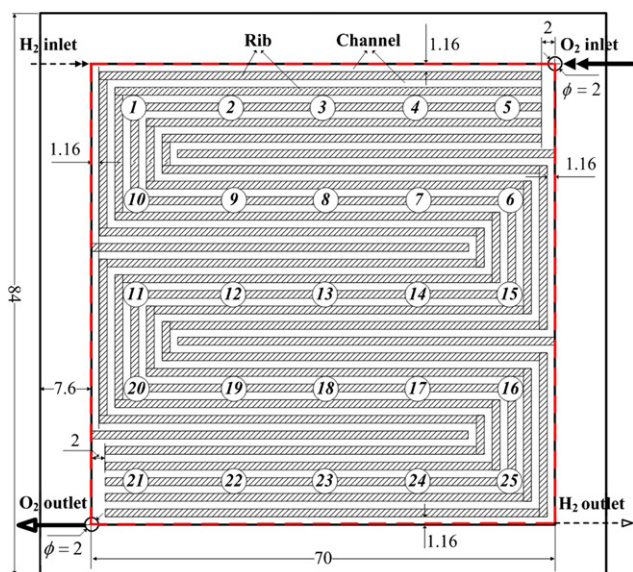 2
H₂ inlet
Rib
Channel
1.16
O₂ inlet
ϕ = 2
1 2 3 4 5
1.16
1.16
10 9 8 7 6
84
11 12 13 14 15
7.6
20 19 18 17 16
2
21 22 23 24 25
O₂ outlet
H₂ outlet
ϕ = 2
1.16
70